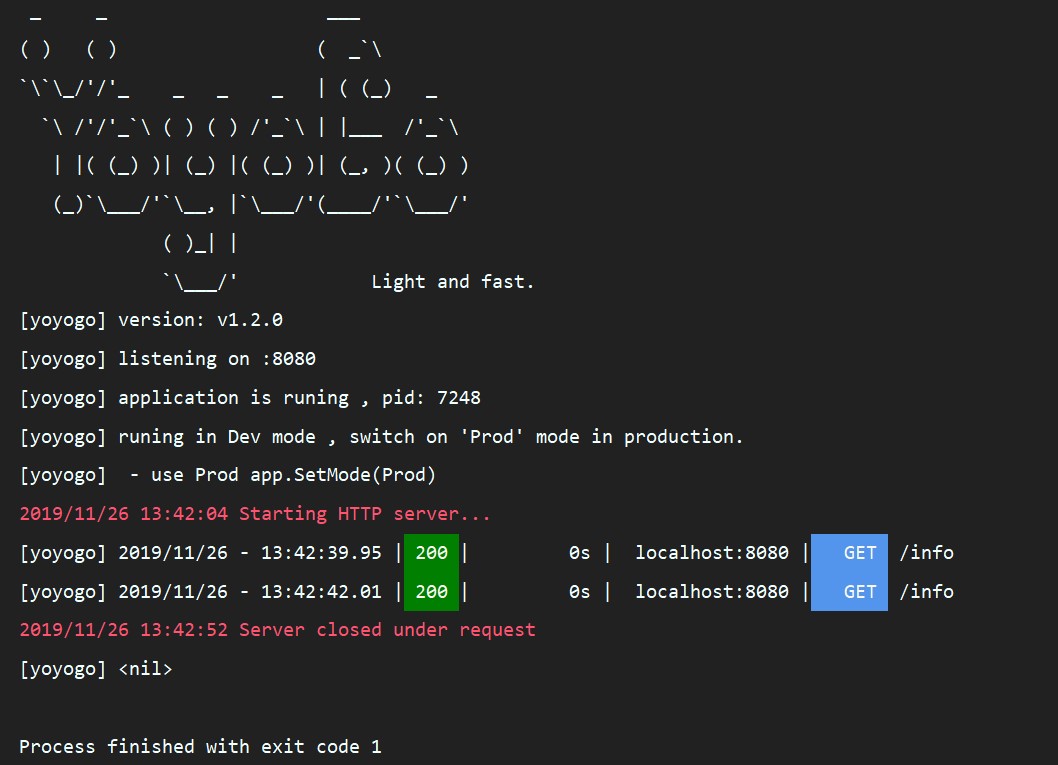 _     _                    ___
( )   ( )                  (  _`\
`\`\_/'/'_    _   _    _   | ( (_)   _
  `\ /'/'_`\ ( ) ( ) /'_`\ | |___  /'_`\
   | |( (_) )| (_) |( (_) )| (_, )( (_) )
   (_)`\___/'`\__, |`\___/'(____/'`\___/'
             ( )_| |
             `\___/'            Light and fast.
[yoyogo] version: v1.2.0
[yoyogo] listening on :8080
[yoyogo] application is runing , pid: 7248
[yoyogo] runing in Dev mode , switch on 'Prod' mode in production.
[yoyogo]  - use Prod app.SetMode(Prod)
2019/11/26 13:42:04 Starting HTTP server...
[yoyogo] 2019/11/26 - 13:42:39.95 | 200 |         0s |  localhost:8080 |   GET  /info
[yoyogo] 2019/11/26 - 13:42:42.01 | 200 |         0s |  localhost:8080 |   GET  /info
2019/11/26 13:42:52 Server closed under request
[yoyogo] <nil>
Process finished with exit code 1